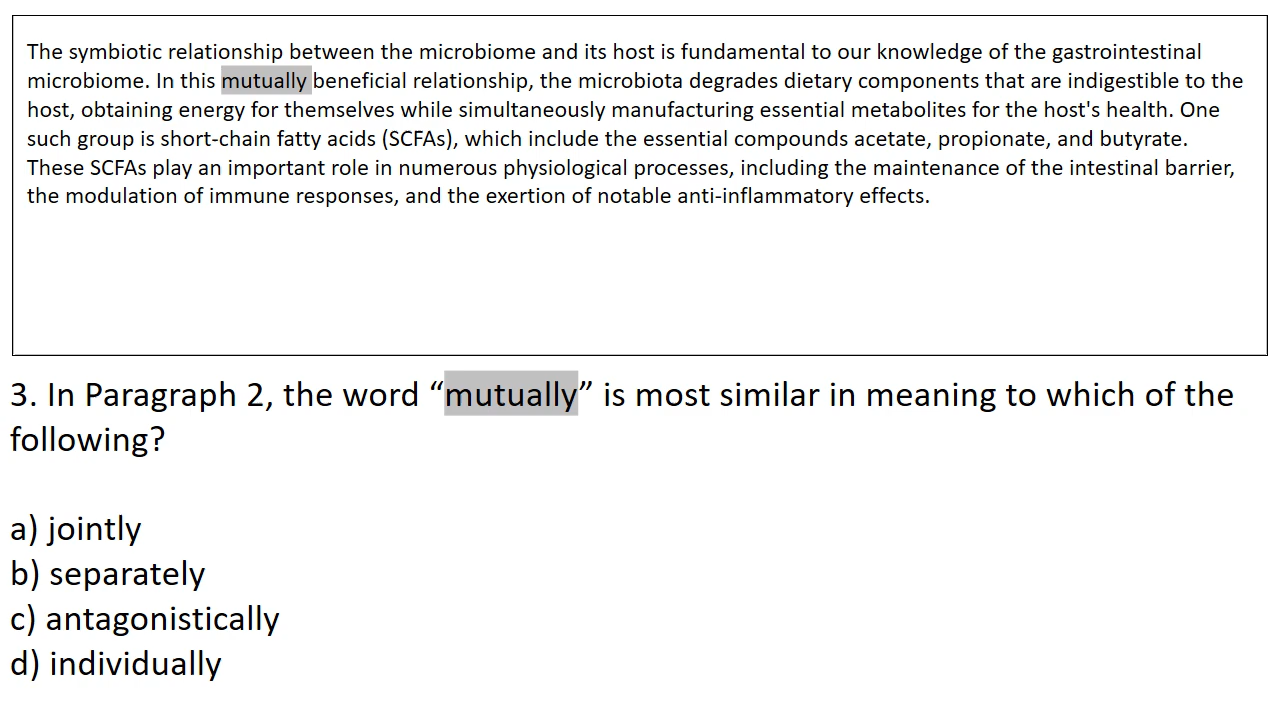 The symbiotic relationship between the microbiome and its host is fundamental to our knowledge of the gastrointestinal
microbiome. In this mutually beneficial relationship, the microbiota degrades dietary components that are indigestible to the
host, obtaining energy for themselves while simultaneously manufacturing essential metabolites for the host's health. One
such group is short-chain fatty acids (SCFAs), which include the essential compounds acetate, propionate, and butyrate.
These SCFAs play an important role in numerous physiological processes, including the maintenance of the intestinal barrier,
the modulation of immune responses, and the exertion of notable anti-inflammatory effects.
3. In Paragraph 2, the word “mutually” is most similar in meaning to which of the
following?
a) jointly
b) separately
c) antagonistically
d) individually